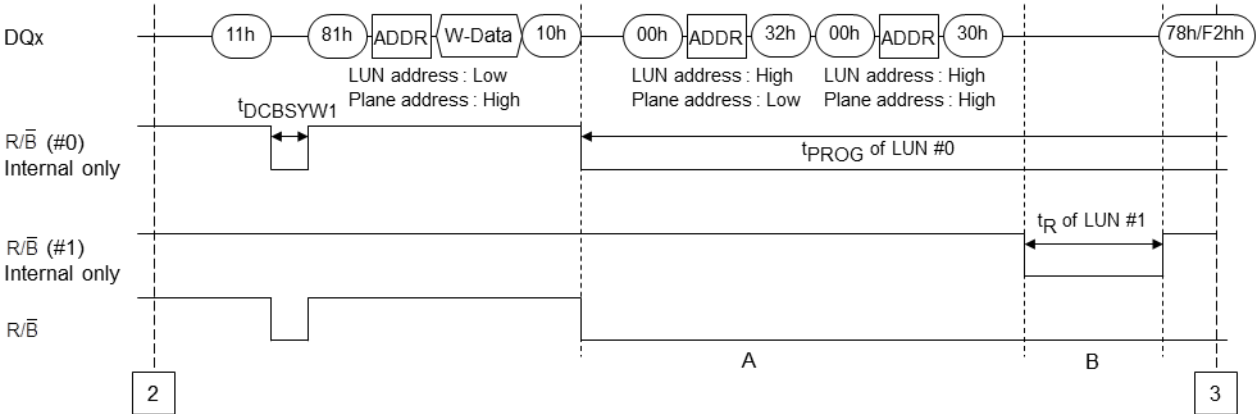 DQx 11h 81h ADDR W-Data 10h 00h ADDR 32h 00h ADDR 30h 78h/F2hh
LUN address : Low LUN address : High LUN address : High
Plane address : High Plane address : Low Plane address : High
tDCBSYW1
R/B̅ (#0)
Internal only
tPROG of LUN #0
R/B̅ (#1)
Internal only
tR of LUN #1
R/B̅
A B
2 3